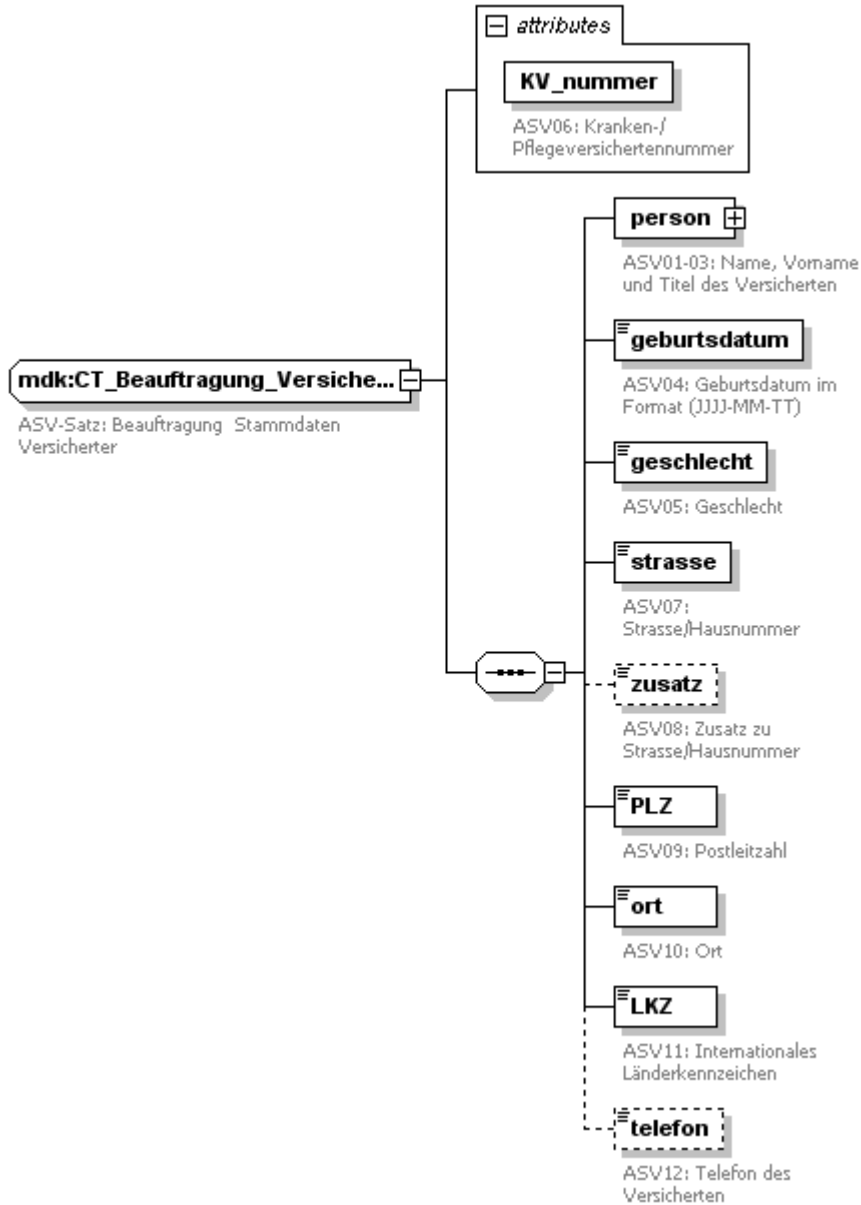 attributes
KV_nummer
ASV06: Kranken-/
Pflegeversichertennummer
person
ASV01-03: Name, Vorname
und Titel des Versicherten
geburtsdatum
ASV04: Geburtsdatum im
Format (JJJJ-MM-TT)
mdk:CT_Beauftragung_Versiche...
ASV-Satz: Beauftragung Stammdaten
Versicherter
geschlecht
ASV05: Geschlecht
strasse
ASV07:
Strasse/Hausnummer
zusatz
ASV08: Zusatz zu
Strasse/Hausnummer
PLZ
ASV09: Postleitzahl
ort
ASV10: Ort
LKZ
ASV11: Internationales
Länderkennzeichen
telefon
ASV12: Telefon des
Versicherten